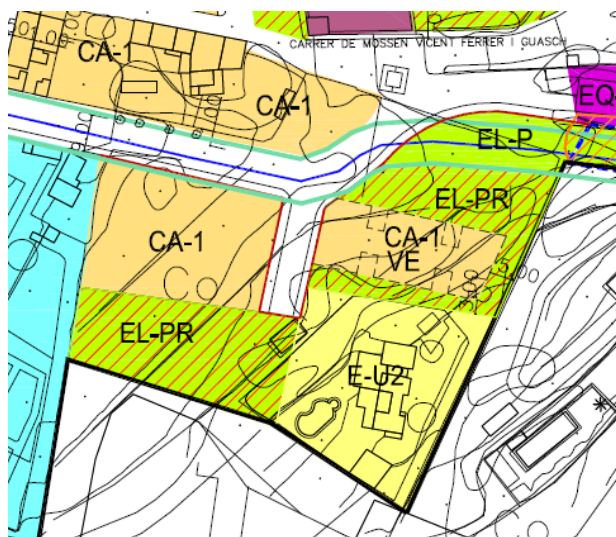 CARRER DE MOSSEN VICENT FERRER I GUASCH
CA-1
EQ
CA-1
EL-P
EL-PR
CA-1
CA-1
VE
EL-PR
E-U2